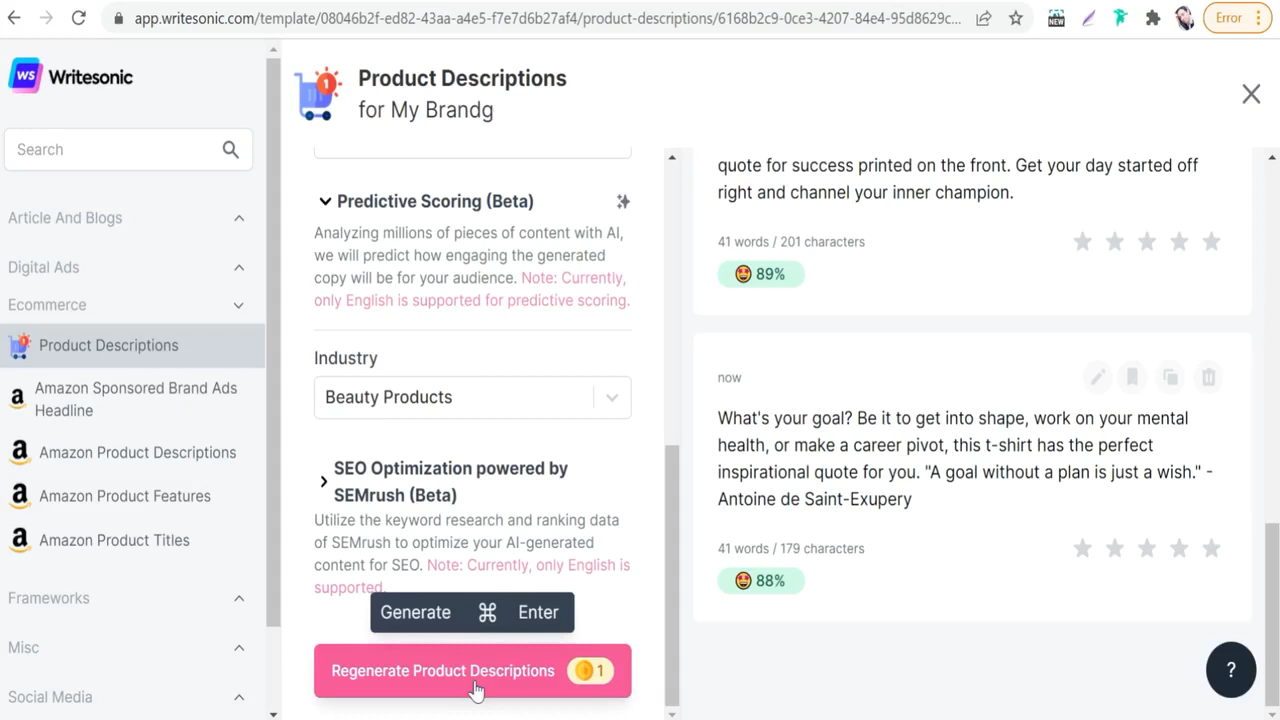 app.writesonic.com/template/08046b2f-ed82-43aa-a4e5-f7e7d6b27af4/product-descriptions/6168b2c9-0ce3-4207-84e4-95d8629c...
NEW
Error
WS Writesonic
Search
Article And Blogs
Digital Ads
Ecommerce
Product Descriptions
Amazon Sponsored Brand Ads
Headline
Amazon Product Descriptions
Amazon Product Features
Amazon Product Titles
Frameworks
Misc
Social Media
1
Product Descriptions
for My Brandg
Predictive Scoring (Beta)
Analyzing millions of pieces of content with AI,
we will predict how engaging the generated
copy will be for your audience. Note: Currently,
only English is supported for predictive scoring.
Industry
Beauty Products
SEO Optimization powered by
SEMrush (Beta)
Utilize the keyword research and ranking data
of SEMrush to optimize your AI-generated
content for SEO. Note: Currently, only English is
supported.
Generate ⌘ Enter
Regenerate Product Descriptions 1
quote for success printed on the front. Get your day started off
right and channel your inner champion.
41 words / 201 characters
89%
now
What's your goal? Be it to get into shape, work on your mental
health, or make a career pivot, this t-shirt has the perfect
inspirational quote for you. "A goal without a plan is just a wish." -
Antoine de Saint-Exupery
41 words / 179 characters
88%
?